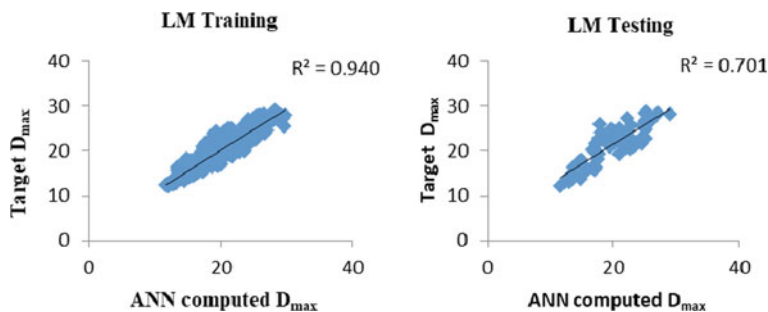 LM Training
R² = 0.940
40
30
20
10
0
Target Dmax
0
20
40
ANN computed Dmax
LM Testing
R² = 0.701
40
30
20
10
0
Target Dmax
0
20
40
ANN computed Dmax